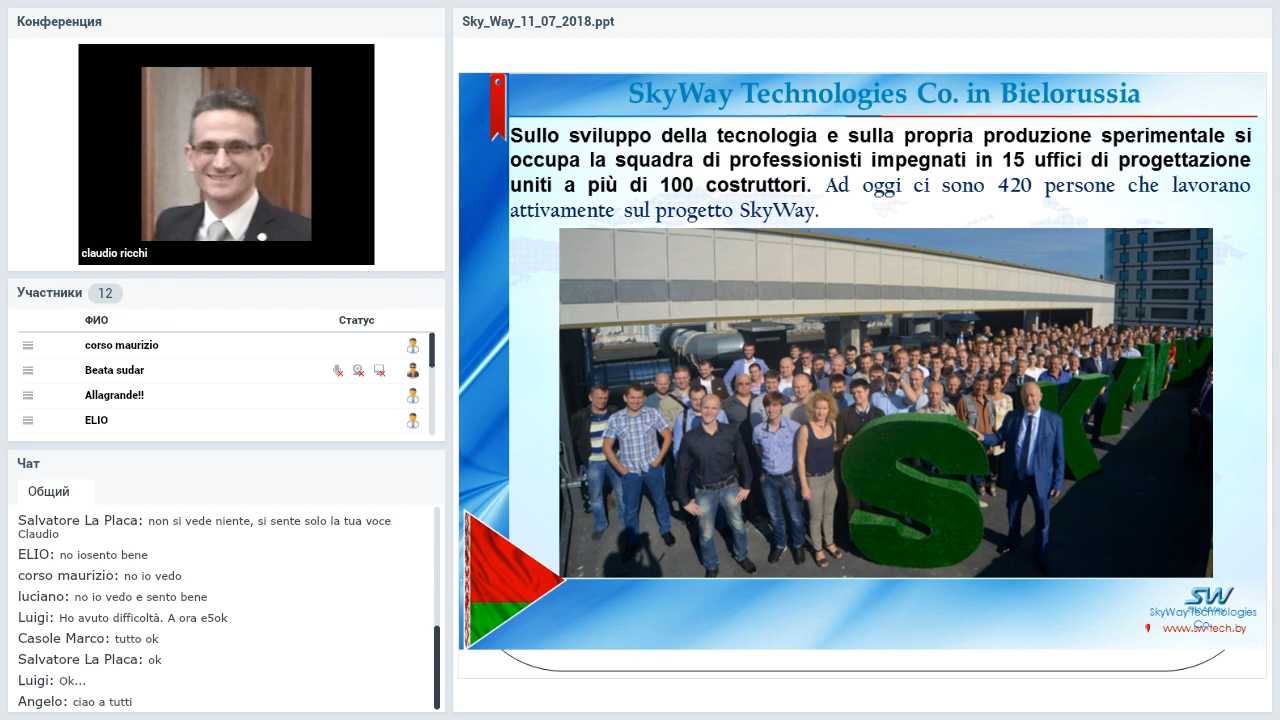 Конференция
claudio ricchi
Участники 12
ФИО Статус
corso maurizio
Beata sudar
Allagrande!!
ELIO
Чат
Общий
Salvatore La Placa: non si vede niente, si sente solo la tua voce
Claudio
ELIO: no iosento bene
corso maurizio: no io vedo
luciano: no io vedo e sento bene
Luigi: Ho avuto difficoltà. A ora e5ok
Casole Marco: tutto ok
Salvatore La Placa: ok
Luigi: Ok...
Angelo: ciao a tutti
Sky_Way_11_07_2018.ppt
SkyWay Technologies Co. in Bielorussia
Sullo sviluppo della tecnologia e sulla propria produzione sperimentale si
occupa la squadra di professionisti impegnati in 15 uffici di progettazione
uniti a più di 100 costruttori. Ad oggi ci sono 420 persone che lavorano
attivamente sul progetto SkyWay.
S
K
Y
W
SW
SkyWay Technologies
Co.
www.sw-tech.by